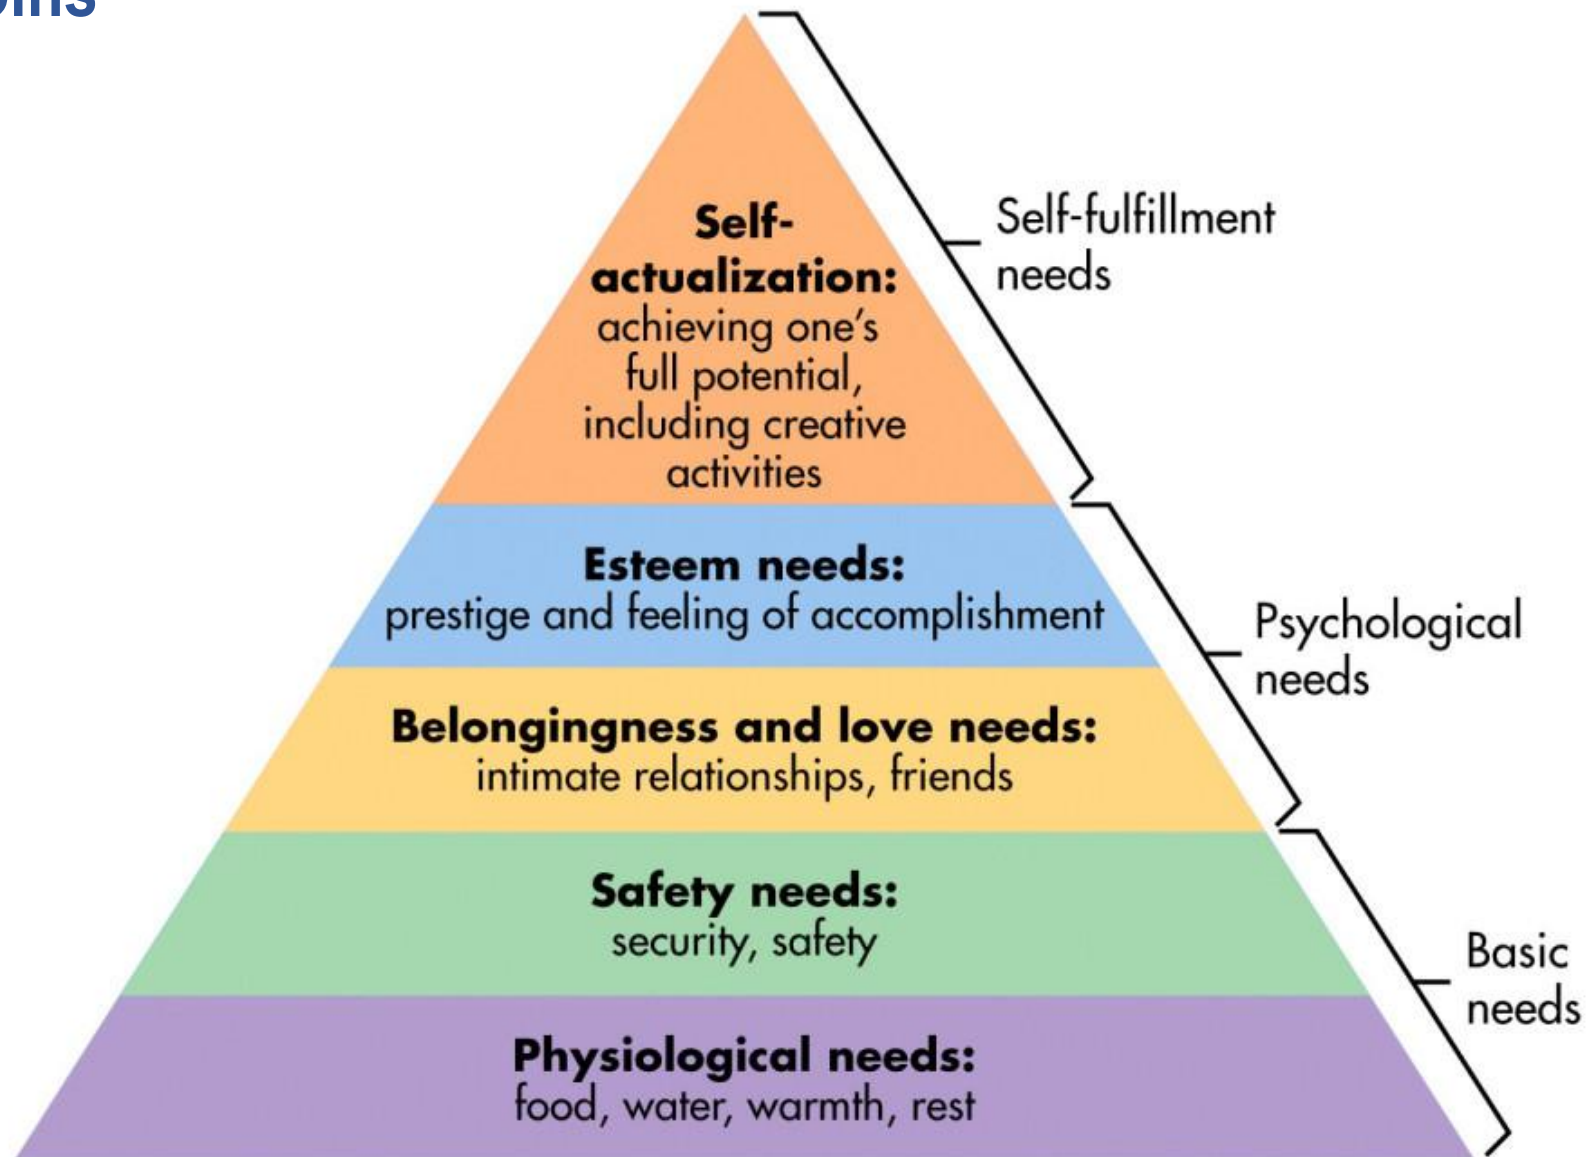 Self-
actualization:
achieving one's
full potential,
including creative
activities
Self-fulfillment
needs
Esteem needs:
prestige and feeling of accomplishment
Psychological
needs
Belongingness and love needs:
intimate relationships, friends
Safety needs:
security, safety
Basic
needs
Physiological needs:
food, water, warmth, rest